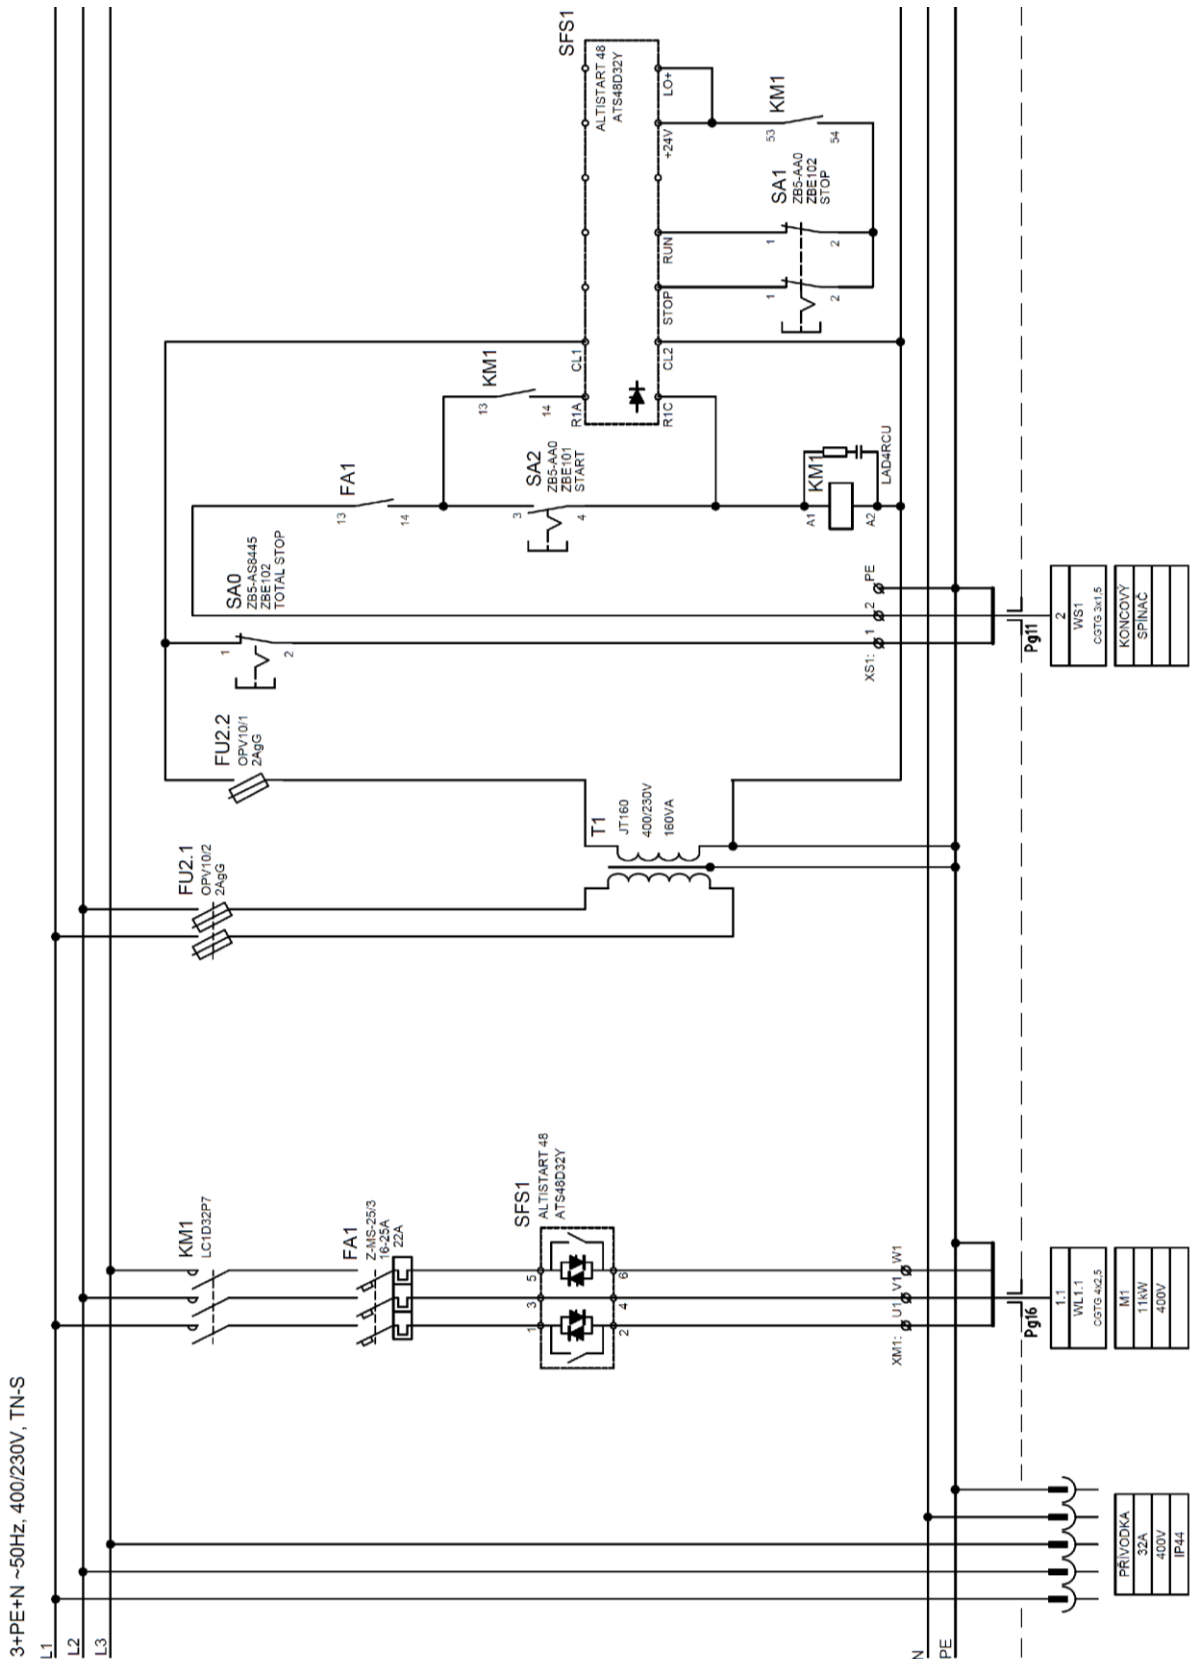 3+PE+N ~50Hz, 400/230V, TN-S
L1
L2
L3
N
PE
PŘÍVODKA
32A
400V
IP44
KM1
LC1D32P7
FA1
Z-MS-25/3
16-25A
22A
SFS1
ALTISTART 48
ATS48D32Y
1
3
5
2
4
6
XM1:
U1
V1
W1
Pg16
1.1
WL1.1
CGTG 4x2,5
M1
11kW
400V
FU2.1
OPV10/2
2AgG
FU2.2
OPV10/1
2AgG
T1
JT160
400/230V
160VA
SA0
ZB5-AS8445
ZBE102
TOTAL STOP
1
2
XS1:
1
2
PE
Pg11
2
WS1
CGTG 3x1,5
KONCOVÝ
SPÍNAČ
FA1
13
14
SA2
ZB5-AA0
ZBE101
START
3
4
KM1
A1
A2
LAD4RCU
KM1
13
14
R1A
CL1
R1C
CL2
STOP
RUN
+24V
LO+
SFS1
ALTISTART 48
ATS48D32Y
SA1
ZB5-AA0
ZBE102
STOP
1
2
1
2
KM1
53
54